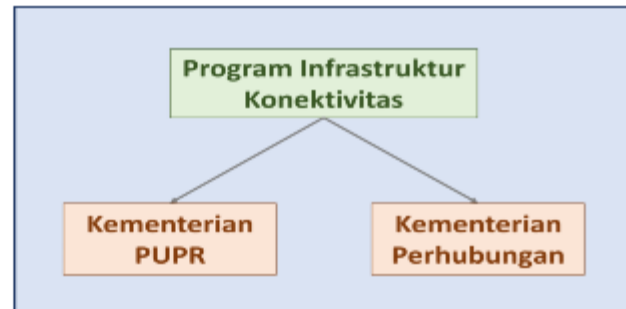 Program Infrastruktur
Konektivitas
Kementerian
PUPR
Kementerian
Perhubungan